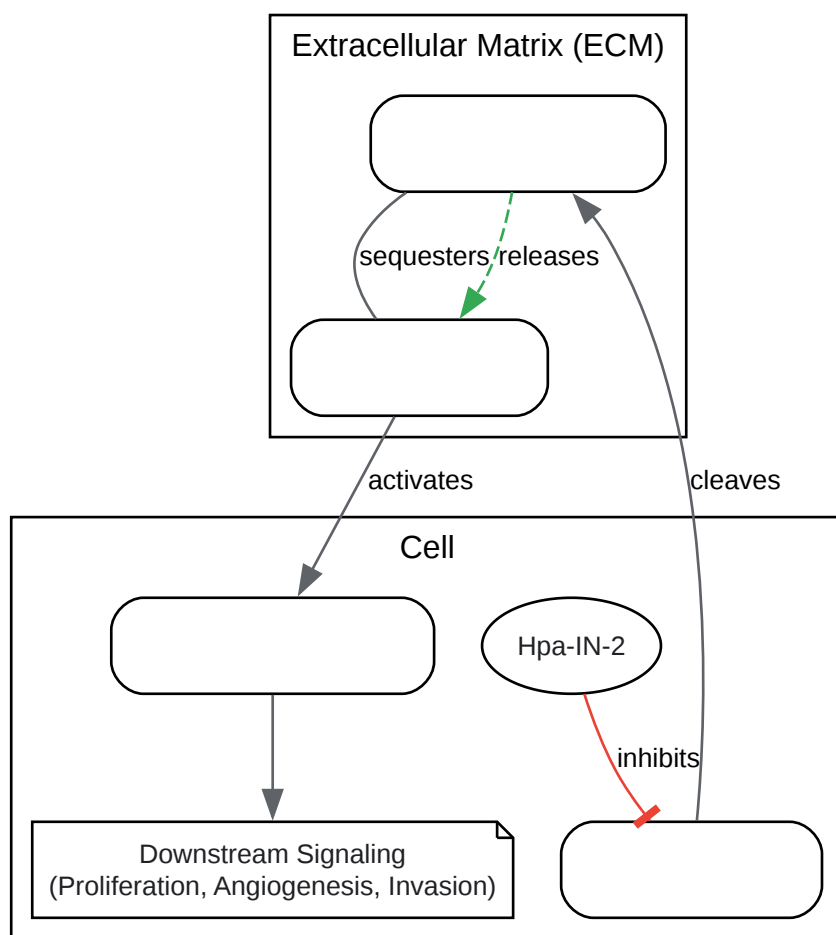 Extracellular Matrix (ECM)
sequesters
releases
activates
cleaves
Cell
Hpa-IN-2
inhibits
Downstream Signaling
(Proliferation, Angiogenesis, Invasion)